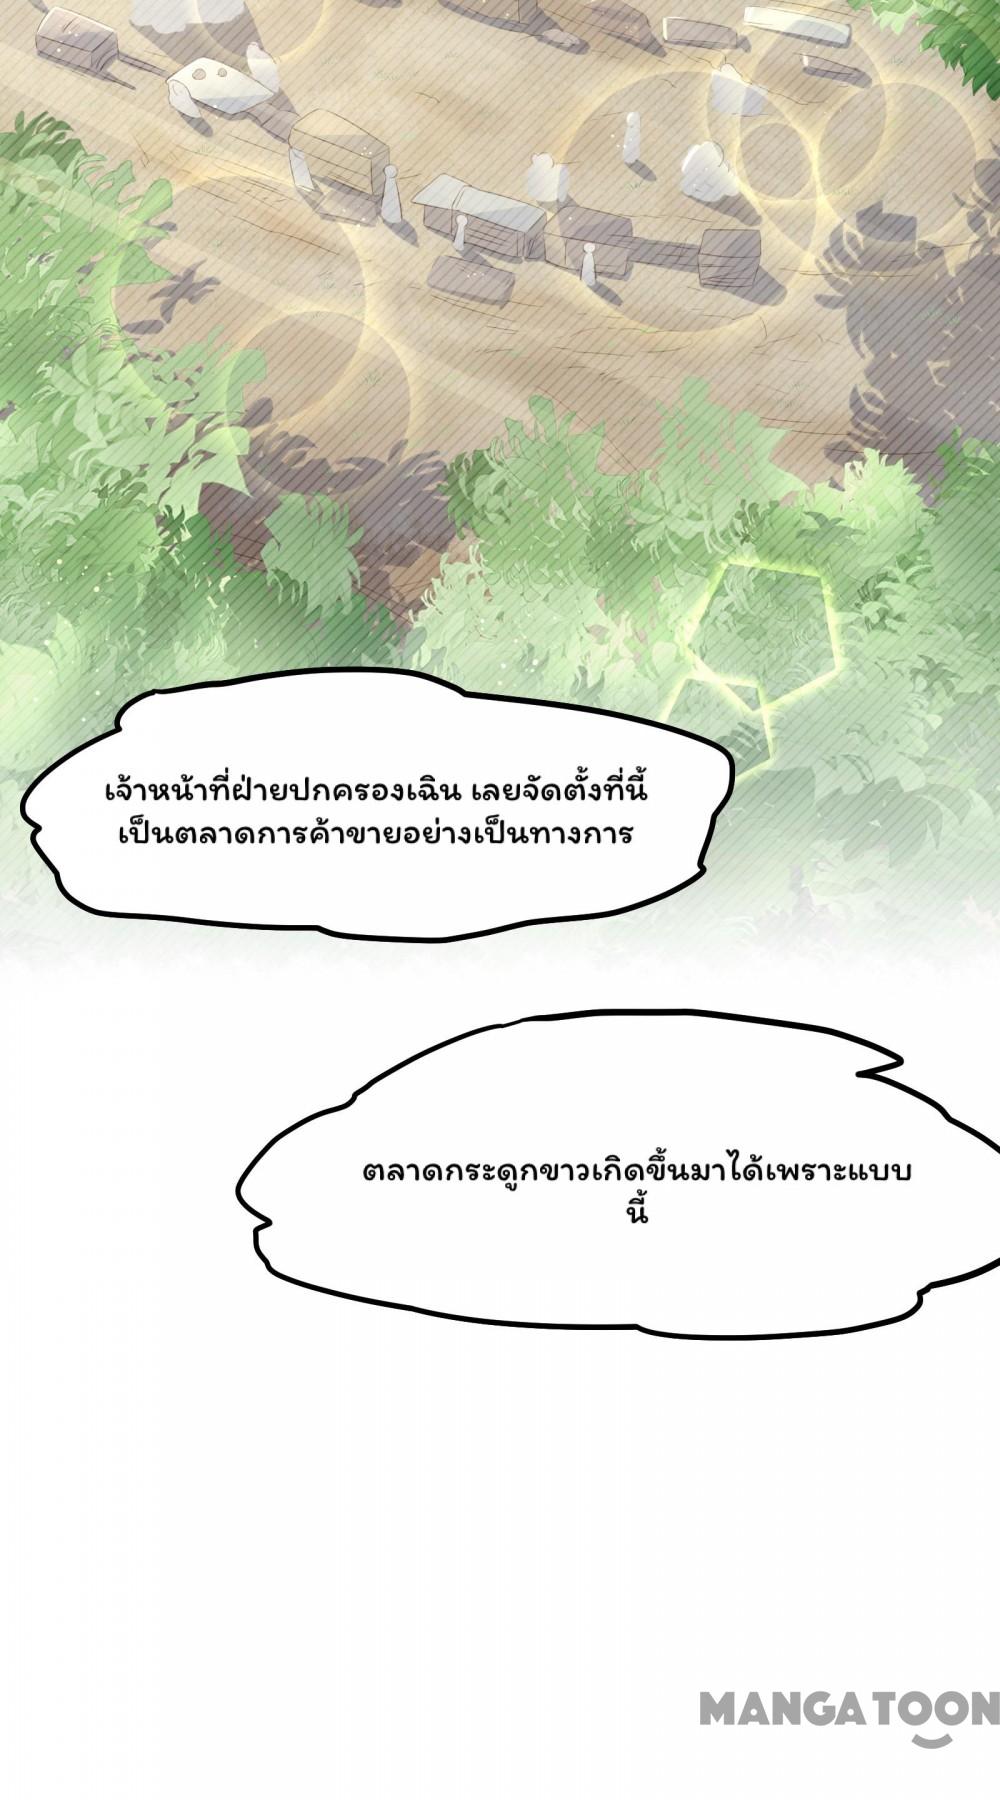 เจ้าหน้าที่ฝ่ายปกครองเฉิน เลยจัดตั้งที่นี้
เป็นตลาดการค้าขายอย่างเป็นทางการ
ตลาดกระดูกขาวเกิดขึ้นมาได้เพราะแบบ
นี้
MANGA TOON